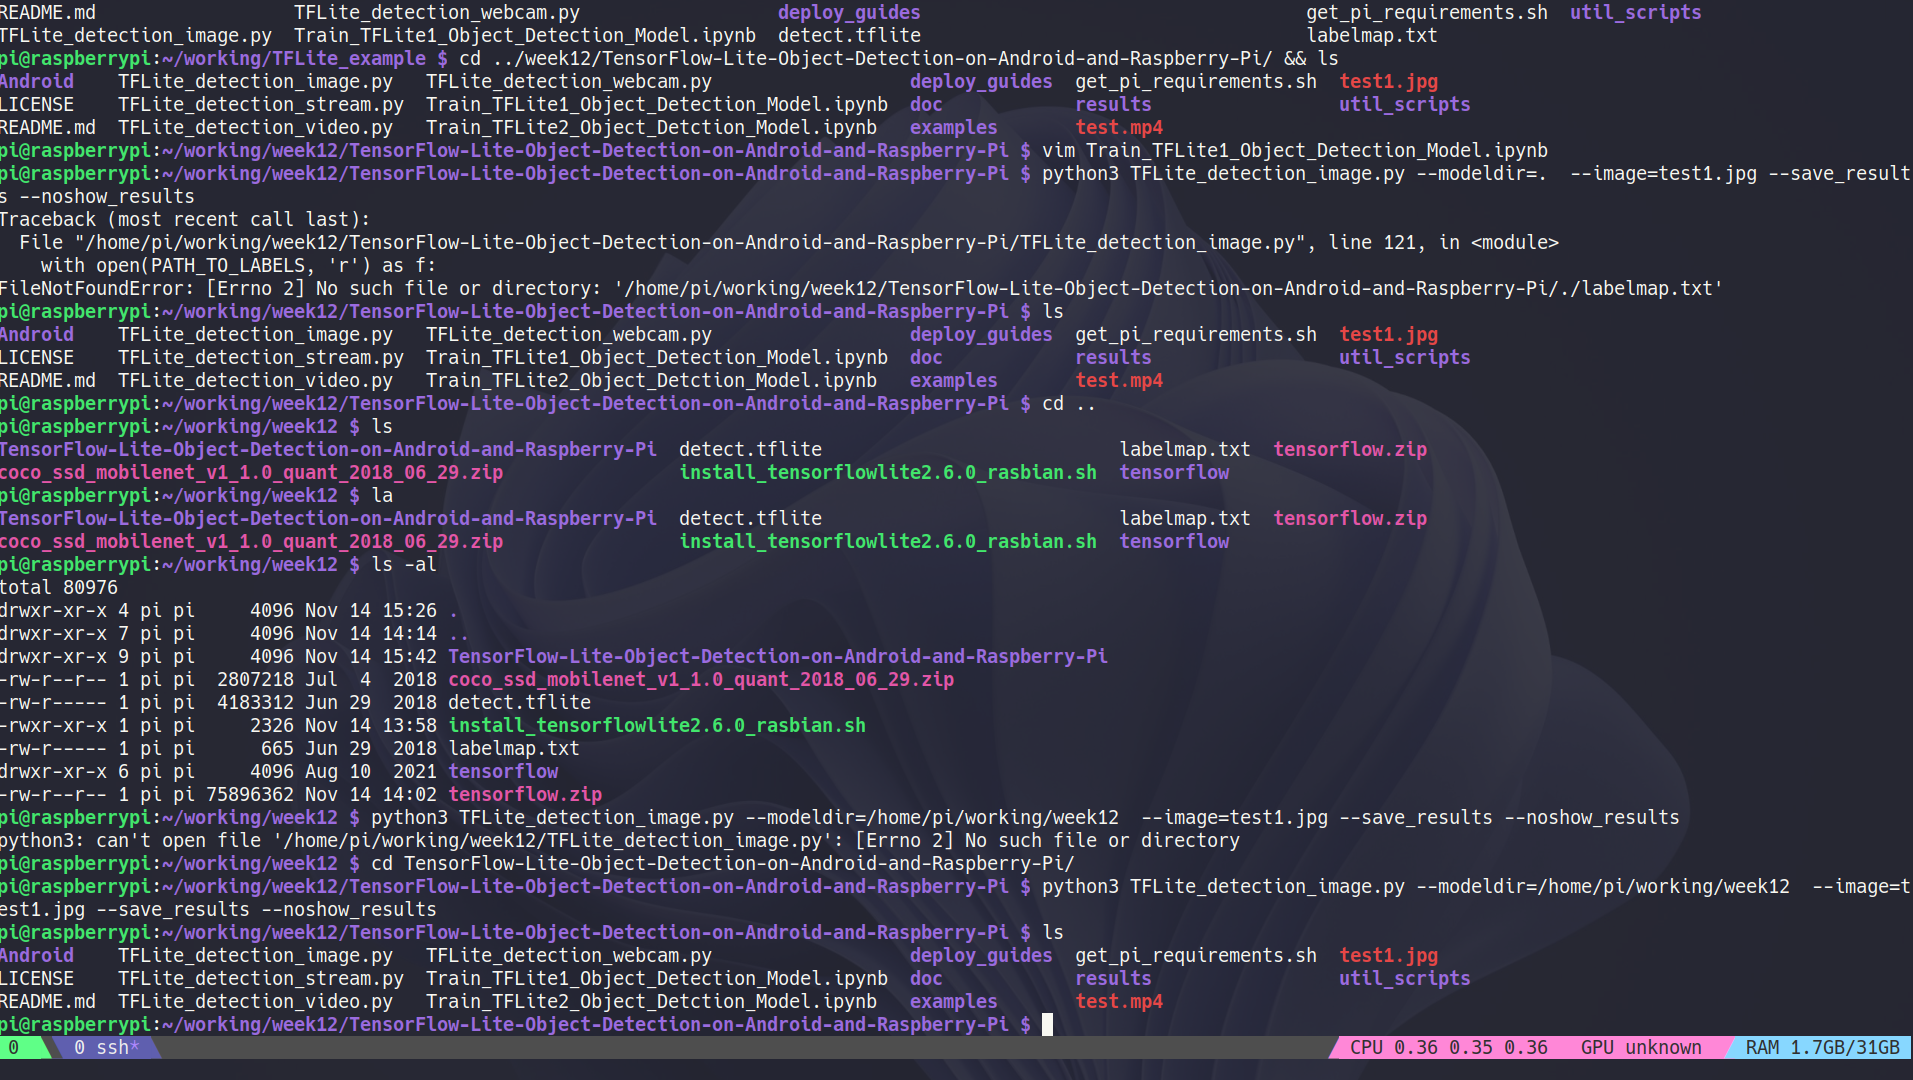 README.md                  TFLite_detection_webcam.py                  deploy_guides                                   get_pi_requirements.sh  util_scripts
TFLite_detection_image.py  Train_TFLite1_Object_Detection_Model.ipynb  detect.tflite                                   labelmap.txt
pi@raspberrypi:~/working/TFLite_example $ cd ../week12/TensorFlow-Lite-Object-Detection-on-Android-and-Raspberry-Pi/ && ls
Android    TFLite_detection_image.py   TFLite_detection_webcam.py                  deploy_guides  get_pi_requirements.sh  test1.jpg
LICENSE    TFLite_detection_stream.py  Train_TFLite1_Object_Detection_Model.ipynb  doc            results                 util_scripts
README.md  TFLite_detection_video.py   Train_TFLite2_Object_Detction_Model.ipynb   examples       test.mp4
pi@raspberrypi:~/working/week12/TensorFlow-Lite-Object-Detection-on-Android-and-Raspberry-Pi $ vim Train_TFLite1_Object_Detection_Model.ipynb
pi@raspberrypi:~/working/week12/TensorFlow-Lite-Object-Detection-on-Android-and-Raspberry-Pi $ python3 TFLite_detection_image.py --modeldir=.  --image=test1.jpg --save_result
s --noshow_results
Traceback (most recent call last):
  File "/home/pi/working/week12/TensorFlow-Lite-Object-Detection-on-Android-and-Raspberry-Pi/TFLite_detection_image.py", line 121, in <module>
    with open(PATH_TO_LABELS, 'r') as f:
FileNotFoundError: [Errno 2] No such file or directory: '/home/pi/working/week12/TensorFlow-Lite-Object-Detection-on-Android-and-Raspberry-Pi/./labelmap.txt'
pi@raspberrypi:~/working/week12/TensorFlow-Lite-Object-Detection-on-Android-and-Raspberry-Pi $ ls
Android    TFLite_detection_image.py   TFLite_detection_webcam.py                  deploy_guides  get_pi_requirements.sh  test1.jpg
LICENSE    TFLite_detection_stream.py  Train_TFLite1_Object_Detection_Model.ipynb  doc            results                 util_scripts
README.md  TFLite_detection_video.py   Train_TFLite2_Object_Detction_Model.ipynb   examples       test.mp4
pi@raspberrypi:~/working/week12/TensorFlow-Lite-Object-Detection-on-Android-and-Raspberry-Pi $ cd ..
pi@raspberrypi:~/working/week12 $ ls
TensorFlow-Lite-Object-Detection-on-Android-and-Raspberry-Pi  detect.tflite                           labelmap.txt  tensorflow.zip
coco_ssd_mobilenet_v1_1.0_quant_2018_06_29.zip                install_tensorflowlite2.6.0_rasbian.sh  tensorflow
pi@raspberrypi:~/working/week12 $ la
TensorFlow-Lite-Object-Detection-on-Android-and-Raspberry-Pi  detect.tflite                           labelmap.txt  tensorflow.zip
coco_ssd_mobilenet_v1_1.0_quant_2018_06_29.zip                install_tensorflowlite2.6.0_rasbian.sh  tensorflow
pi@raspberrypi:~/working/week12 $ ls -al
total 80976
drwxr-xr-x 4 pi pi     4096 Nov 14 15:26 .
drwxr-xr-x 7 pi pi     4096 Nov 14 14:14 ..
drwxr-xr-x 9 pi pi     4096 Nov 14 15:42 TensorFlow-Lite-Object-Detection-on-Android-and-Raspberry-Pi
-rw-r--r-- 1 pi pi  2807218 Jul  4  2018 coco_ssd_mobilenet_v1_1.0_quant_2018_06_29.zip
-rw-r----- 1 pi pi  4183312 Jun 29  2018 detect.tflite
-rwxr-xr-x 1 pi pi     2326 Nov 14 13:58 install_tensorflowlite2.6.0_rasbian.sh
-rw-r----- 1 pi pi      665 Jun 29  2018 labelmap.txt
drwxr-xr-x 6 pi pi     4096 Aug 10  2021 tensorflow
-rw-r--r-- 1 pi pi 75896362 Nov 14 14:02 tensorflow.zip
pi@raspberrypi:~/working/week12 $ python3 TFLite_detection_image.py --modeldir=/home/pi/working/week12  --image=test1.jpg --save_results --noshow_results
python3: can't open file '/home/pi/working/week12/TFLite_detection_image.py': [Errno 2] No such file or directory
pi@raspberrypi:~/working/week12 $ cd TensorFlow-Lite-Object-Detection-on-Android-and-Raspberry-Pi/
pi@raspberrypi:~/working/week12/TensorFlow-Lite-Object-Detection-on-Android-and-Raspberry-Pi $ python3 TFLite_detection_image.py --modeldir=/home/pi/working/week12  --image=t
est1.jpg --save_results --noshow_results
pi@raspberrypi:~/working/week12/TensorFlow-Lite-Object-Detection-on-Android-and-Raspberry-Pi $ ls
Android    TFLite_detection_image.py   TFLite_detection_webcam.py                  deploy_guides  get_pi_requirements.sh  test1.jpg
LICENSE    TFLite_detection_stream.py  Train_TFLite1_Object_Detection_Model.ipynb  doc            results                 util_scripts
README.md  TFLite_detection_video.py   Train_TFLite2_Object_Detction_Model.ipynb   examples       test.mp4
pi@raspberrypi:~/working/week12/TensorFlow-Lite-Object-Detection-on-Android-and-Raspberry-Pi $
0  0 ssh*  CPU 0.36 0.35 0.36  GPU unknown  RAM 1.7GB/31GB